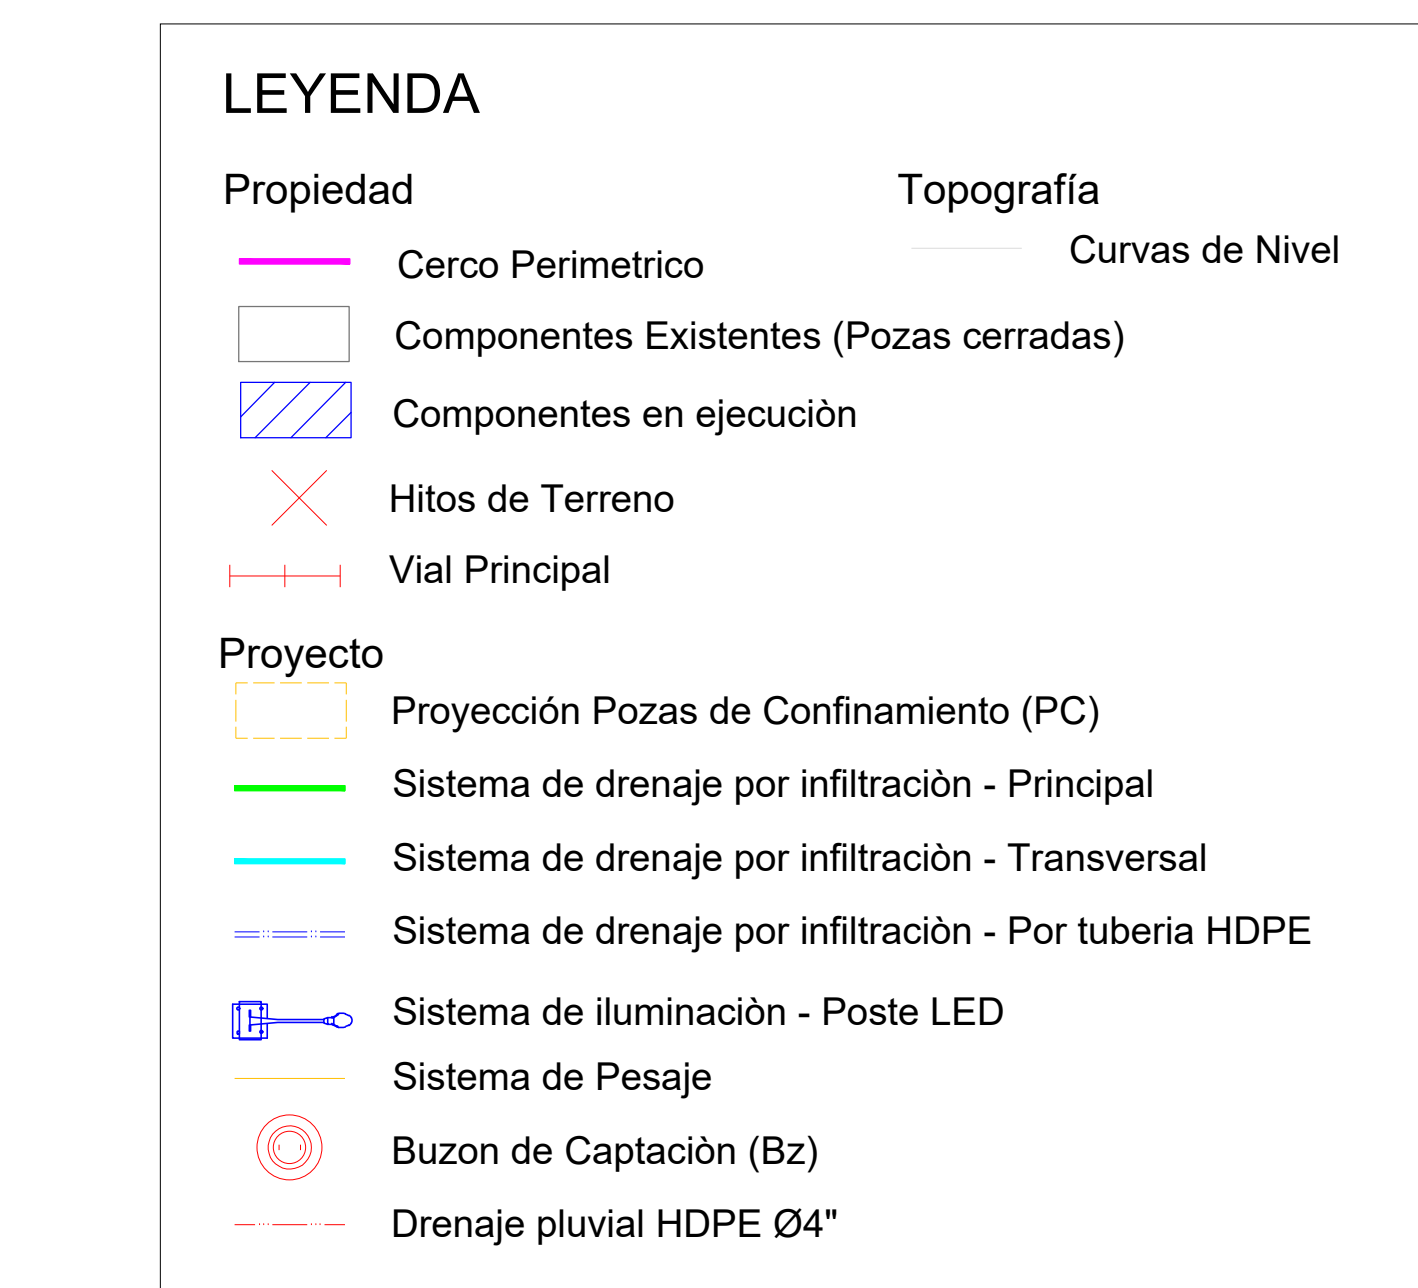 LEYENDA
Propiedad
Cerco Perimetrico
Componentes Existentes (Pozas cerradas)
Componentes en ejecuciòn
Hitos de Terreno
Vial Principal
Topografía
Curvas de Nivel
Proyecto
Proyección Pozas de Confinamiento (PC)
Sistema de drenaje por infiltraciòn - Principal
Sistema de drenaje por infiltraciòn - Transversal
Sistema de drenaje por infiltraciòn - Por tuberia HDPE
Sistema de iluminaciòn - Poste LED
Sistema de Pesaje
Buzon de Captaciòn (Bz)
Drenaje pluvial HDPE Ø4"